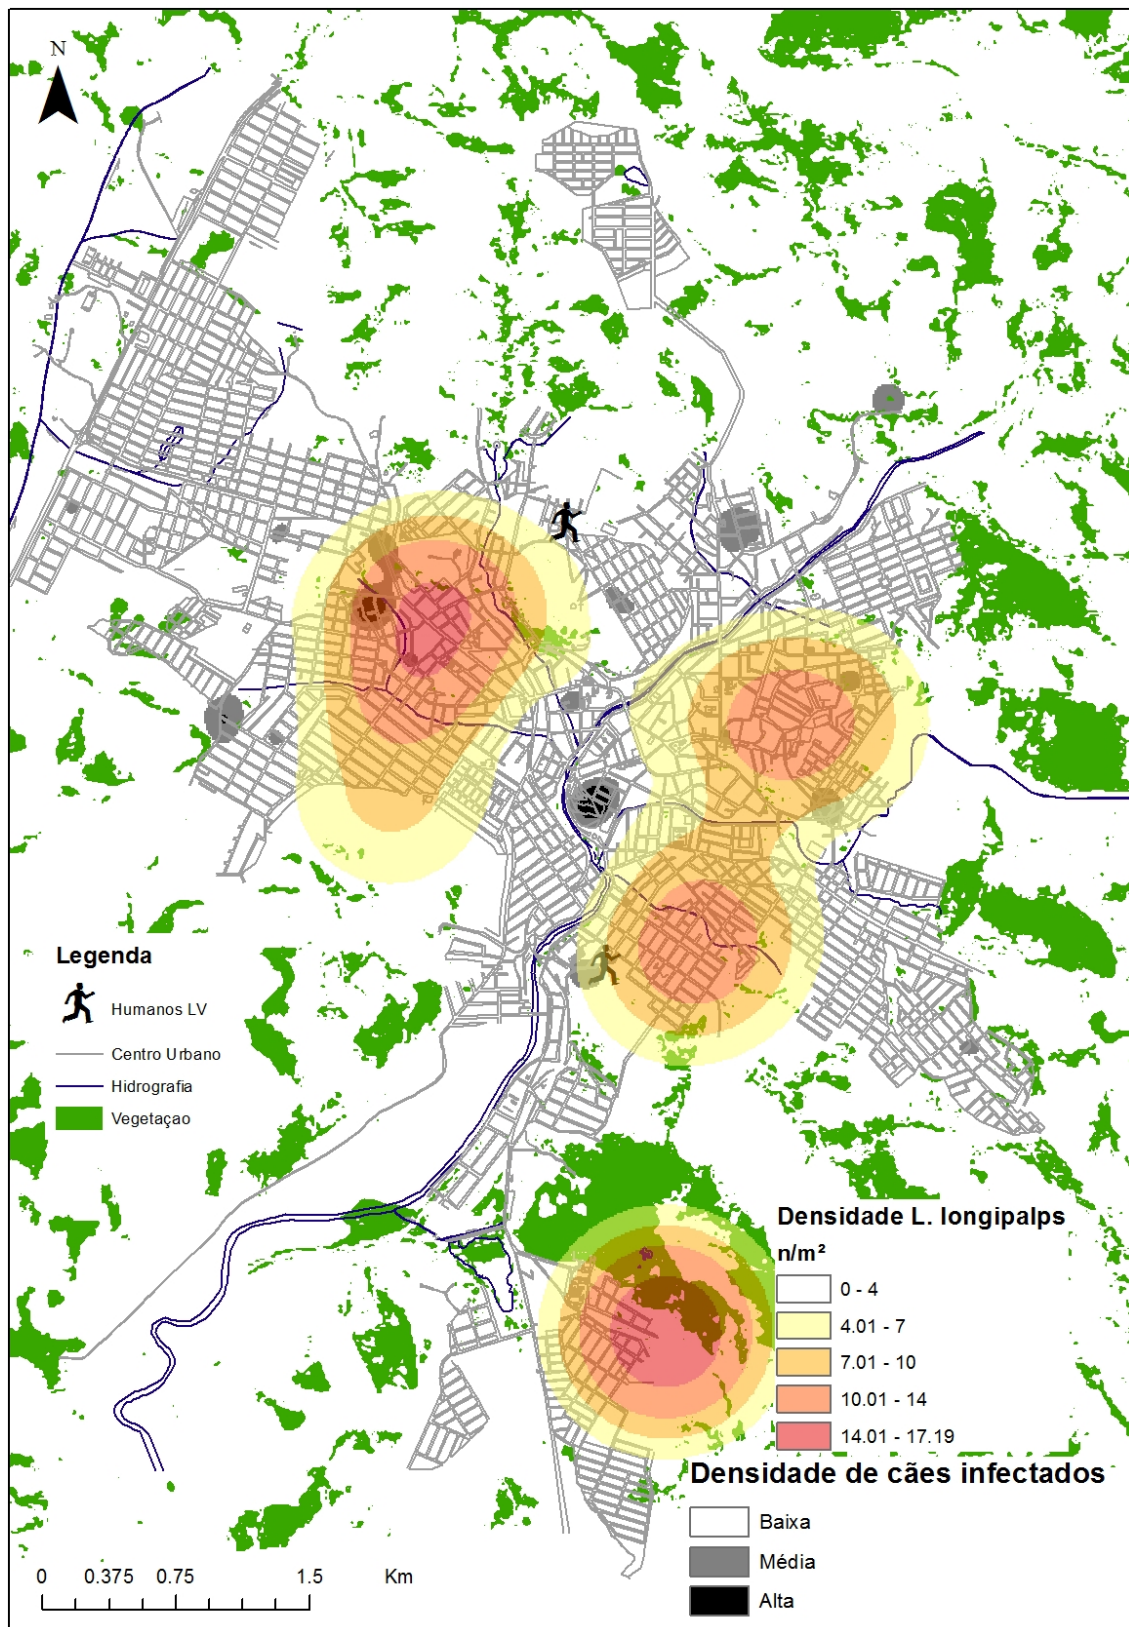 N
Legenda
Humanos LV
Centro Urbano
Hidrografia
Vegetaçao
Densidade L. longipalps
n/m²
0 - 4
4.01 - 7
7.01 - 10
10.01 - 14
14.01 - 17.19
Densidade de cães infectados
Baixa
Média
Alta
0 0.375 0.75 1.5 Km